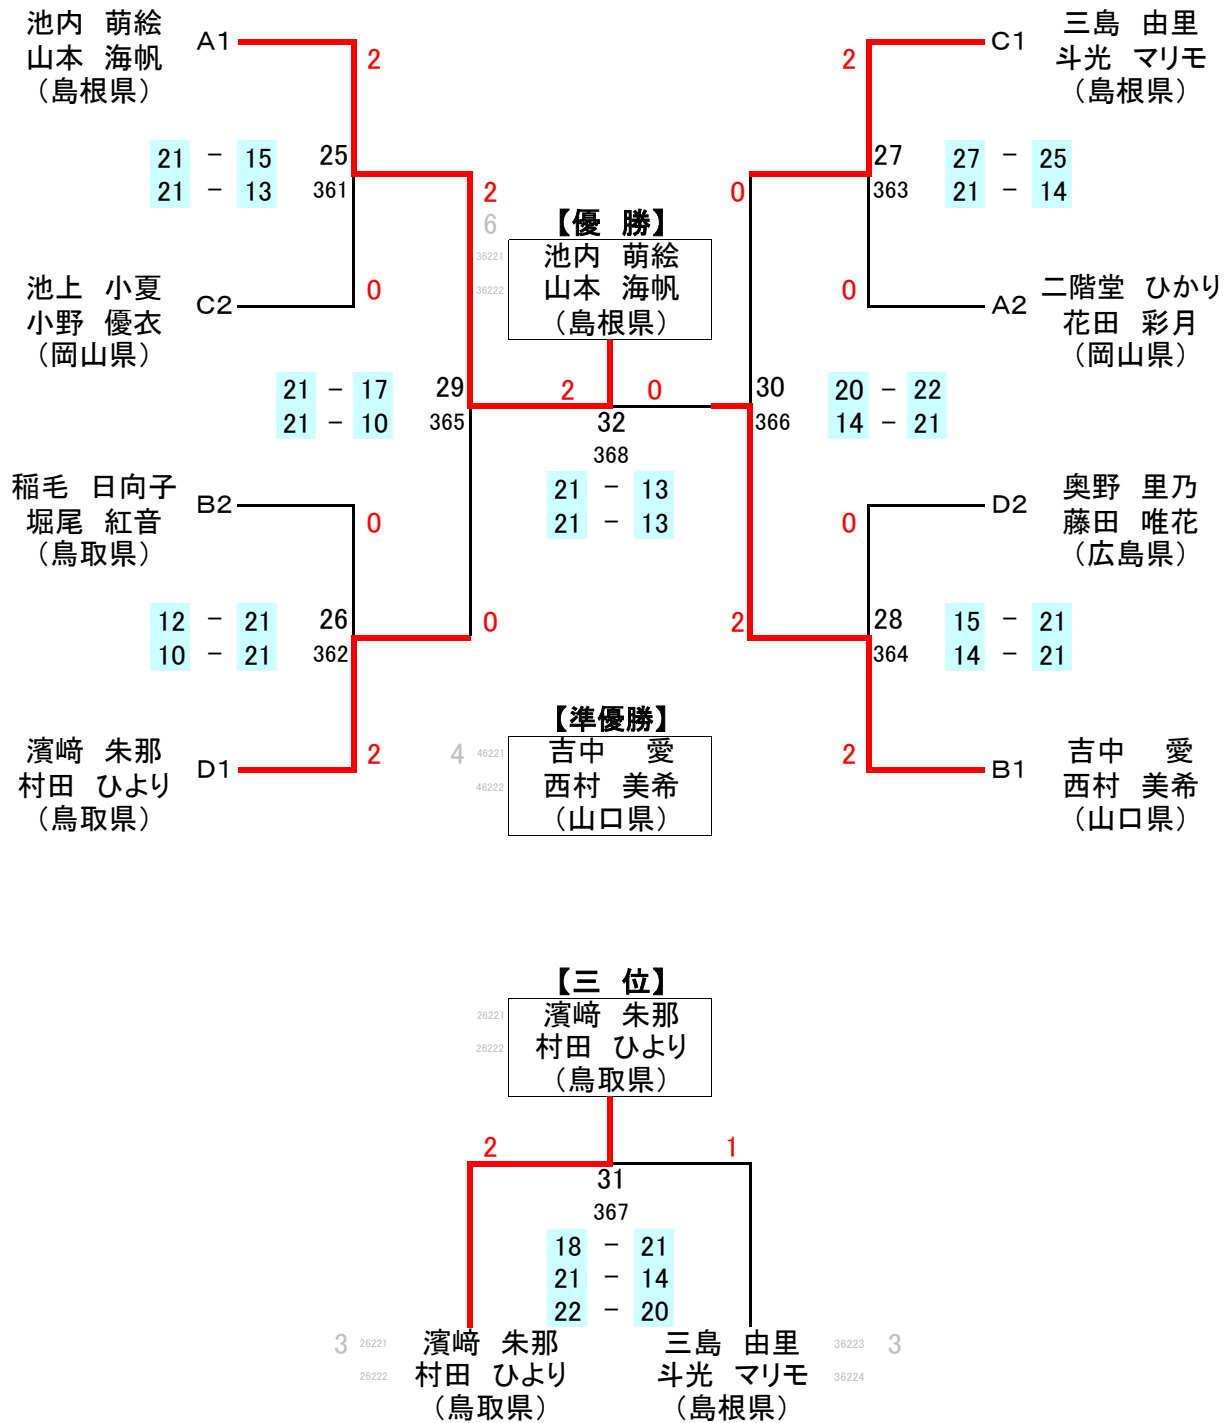 池内 萌絵
山本 海帆
（島根県）
A1
2
三島 由里
斗光 マリモ
（島根県）
C1
2
21 － 15
21 － 13
25
361
27
363
27 － 25
21 － 14
2
0
6
【優 勝】
36221
36222
池内 萌絵
山本 海帆
（島根県）
池上 小夏
小野 優衣
（岡山県）
C2
0
0
A2
二階堂 ひかり
花田 彩月
（岡山県）
21 － 17
21 － 10
29
365
2
0
32
368
21 － 13
21 － 13
30
366
20 － 22
14 － 21
稲毛 日向子
堀尾 紅音
（鳥取県）
B2
0
0
D2
奥野 里乃
藤田 唯花
（広島県）
12 － 21
10 － 21
26
362
0
2
28
364
15 － 21
14 － 21
濱﨑 朱那
村田 ひより
（鳥取県）
D1
2
【準優勝】
4
46221
46222
吉中 愛
西村 美希
（山口県）
2
B1
吉中 愛
西村 美希
（山口県）
【三 位】
26221
26222
濱﨑 朱那
村田 ひより
（鳥取県）
2
1
31
367
18 － 21
21 － 14
22 － 20
3
26221
26222
濱﨑 朱那
村田 ひより
（鳥取県）
三島 由里
斗光 マリモ
（島根県）
36223
36224
3